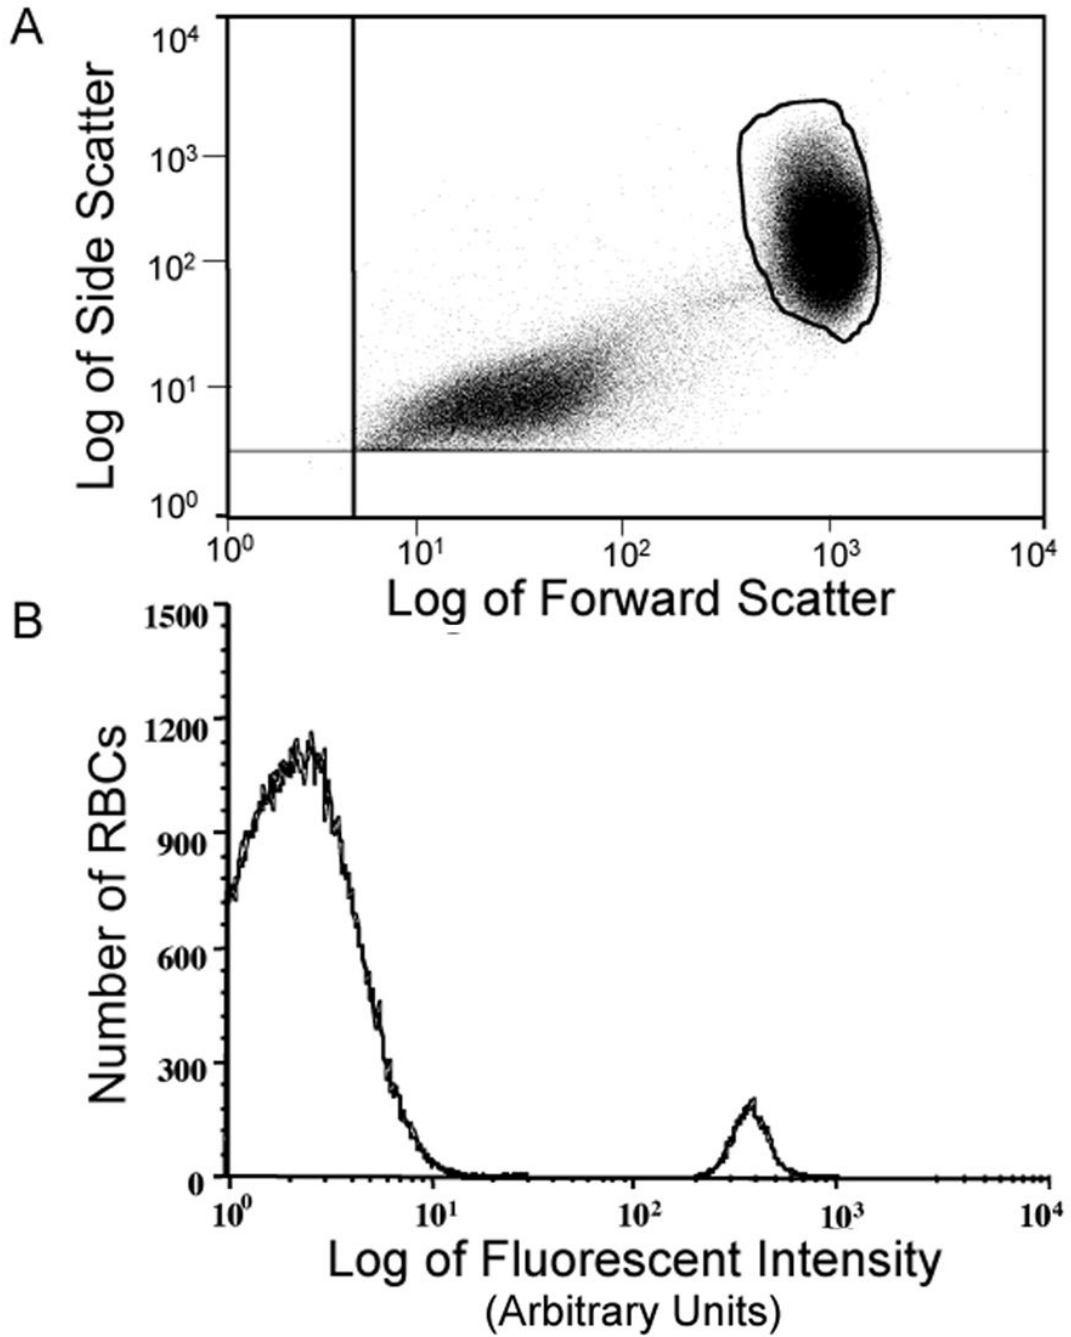 A
Log of Side Scatter
10⁴
10³
10²
10¹
10⁰
10⁰ 10¹ 10² 10³ 10⁴
Log of Forward Scatter
B
Number of RBCs
1500
1200
900
600
300
0
10⁰ 10¹ 10² 10³ 10⁴
Log of Fluorescent Intensity
(Arbitrary Units)